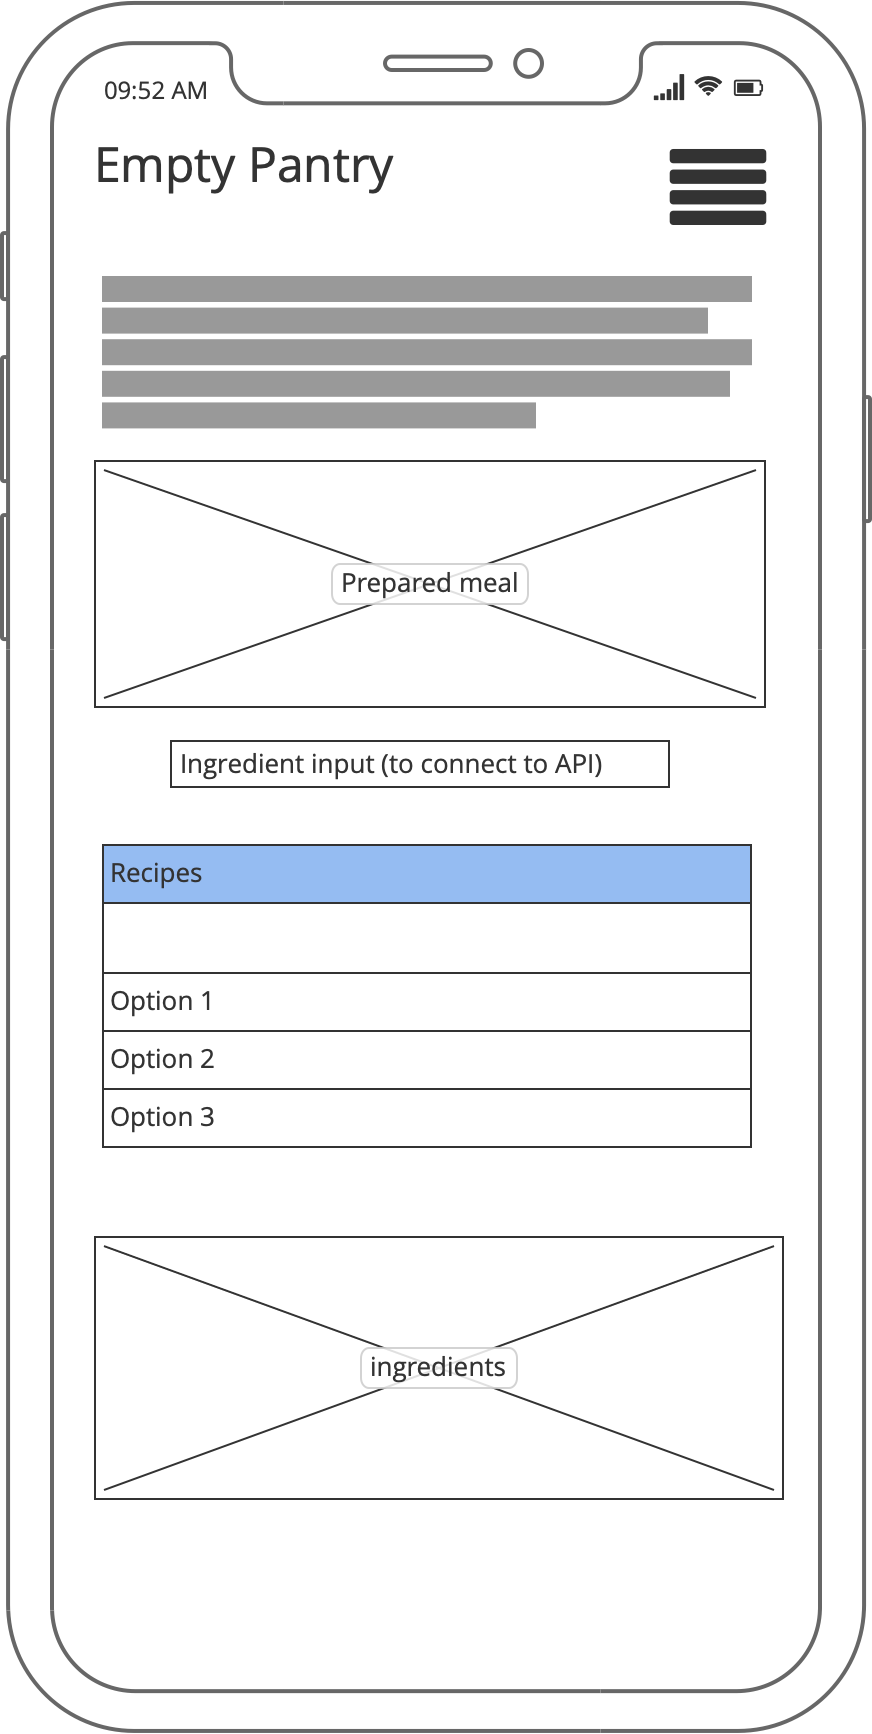 09:52 AM
Empty Pantry
Prepared meal
Ingredient input (to connect to API)
Recipes
Option 1
Option 2
Option 3
ingredients